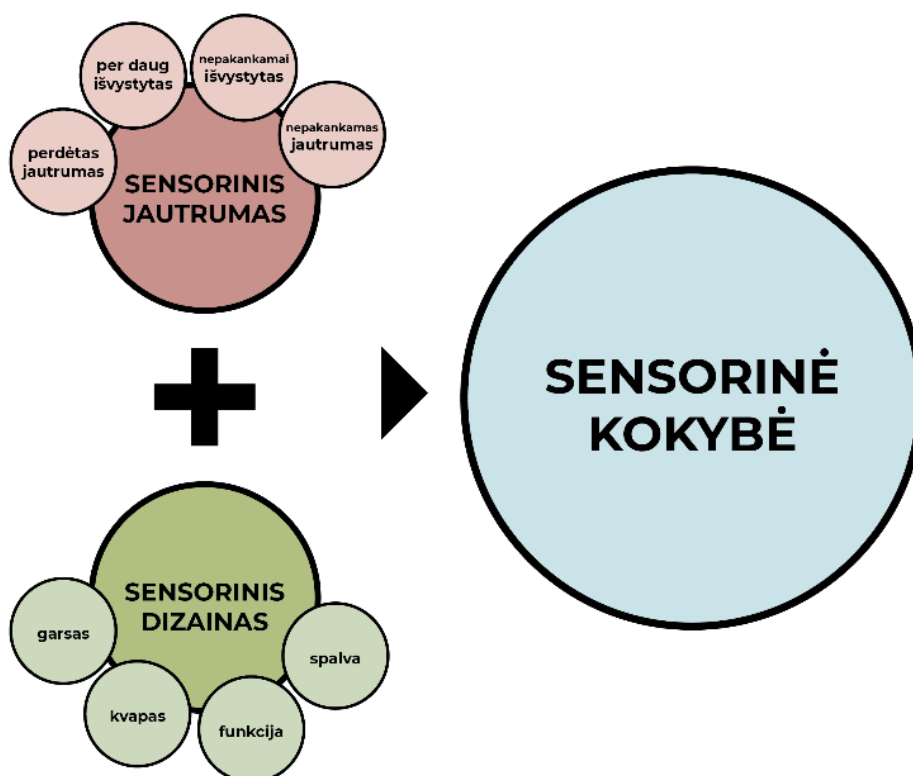 per daug
išvystytas
nepakankamai
išvystytas
perdėtas
jautrumas
nepakankamas
jautrumas
SENSORINIS
JAUTRUMAS
SENSORINĖ
KOKYBĖ
SENSORINIS
DIZAINAS
garsas
kvapas
funkcija
spalva